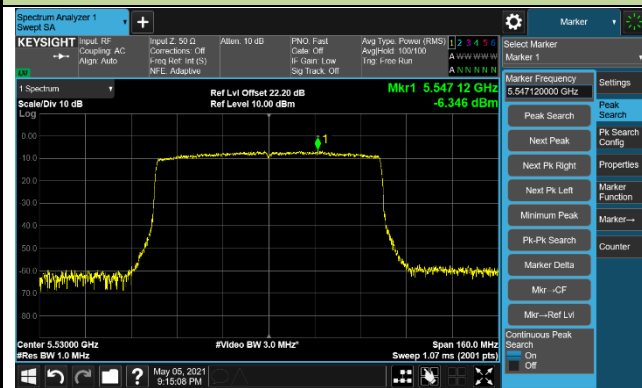 Spectrum Analyzer 1
Swept SA
Marker
KEYSIGHT
Input: RF
Coupling: AC
Align: Auto
Input Z: 50 Ω
Corrections: Off
Freq Ref: Int (S)
NFE: Adaptive
Atten: 10 dB
PNO: Fast
Gate: Off
IF Gain: Low
Sig Track: Off
Avg Type: Power (RMS)
Avg|Hold: 100/100
Trig: Free Run
1 2 3 4 5 6
A W W W W W
A N N N N N
LXI
Select Marker
Marker 1
1 Spectrum
Scale/Div 10 dB
Log
Ref Lvl Offset 22.20 dB
Ref Level 10.00 dBm
Mkr1 5.547 12 GHz
-6.346 dBm
1
0.00
-10.0
-20.0
-30.0
-40.0
-50.0
-60.0
-70.0
-80.0
Center 5.53000 GHz
#Res BW 1.0 MHz
#Video BW 3.0 MHz*
Span 160.0 MHz
Sweep 1.07 ms (2001 pts)
Marker Frequency
5.547120000 GHz
Peak Search
Next Peak
Next Pk Right
Next Pk Left
Minimum Peak
Pk-Pk Search
Marker Delta
Mkr→CF
Mkr→Ref Lvl
Continuous Peak
Search
On
Off
Settings
Peak
Search
Pk Search
Config
Properties
Marker
Function
Marker→
Counter
?
May 05, 2021
9:15:08 PM